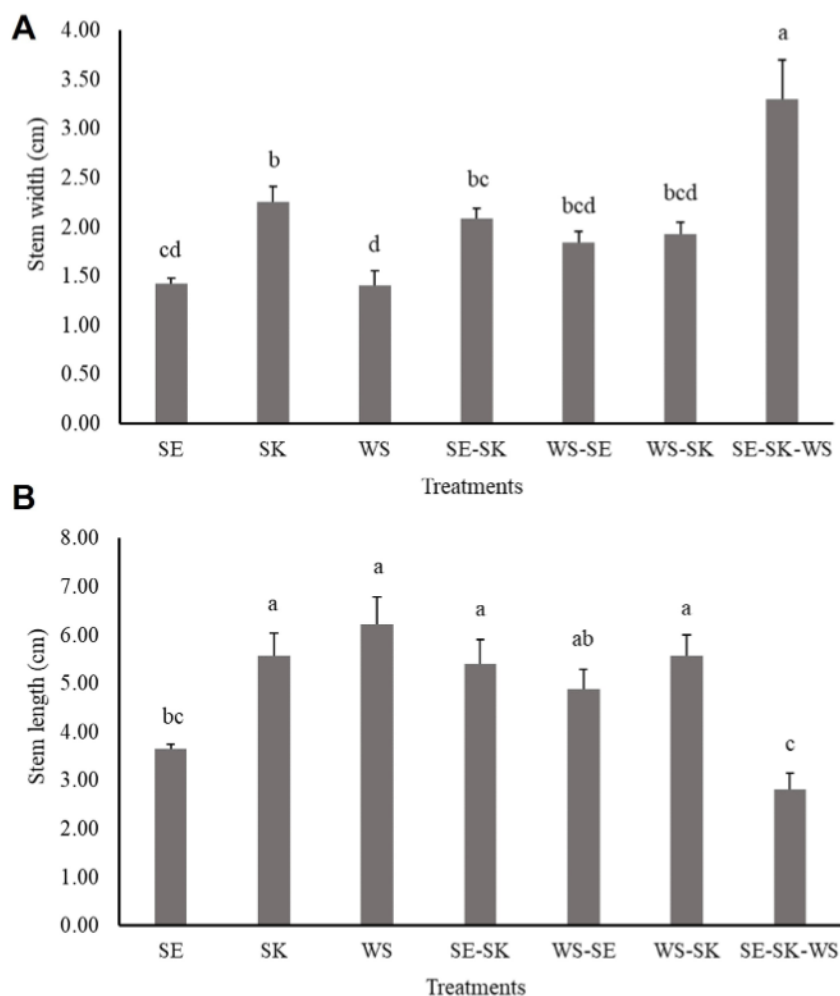 A
Stem width (cm)
4.00
3.50
3.00
2.50
2.00
1.50
1.00
0.50
0.00
cd
b
d
bc
bcd
bcd
a
SE SK WS SE-SK WS-SE WS-SK SE-SK-WS
Treatments
B
Stem length (cm)
8.00
7.00
6.00
5.00
4.00
3.00
2.00
1.00
0.00
bc
a
a
a
ab
a
c
SE SK WS SE-SK WS-SE WS-SK SE-SK-WS
Treatments